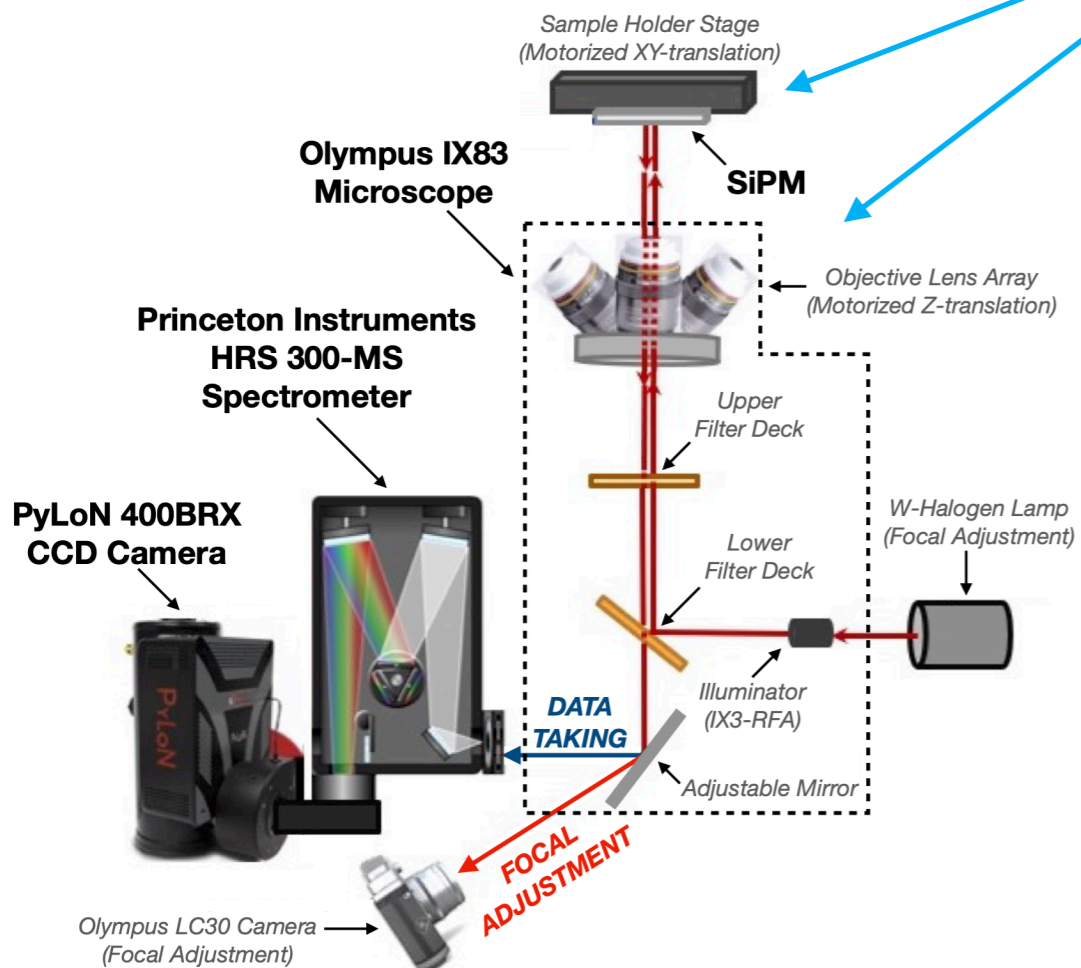 Sample Holder Stage
(Motorized XY-translation)
Olympus IX83
Microscope
SiPM
Objective Lens Array
(Motorized Z-translation)
Princeton Instruments
HRS 300-MS
Spectrometer
Upper
Filter Deck
PyLoN 400BRX
CCD Camera
W-Halogen Lamp
(Focal Adjustment)
Lower
Filter Deck
PyLoN
Illuminator
(IX3-RFA)
DATA
TAKING
Adjustable Mirror
FOCAL
ADJUSTMENT
Olympus LC30 Camera
(Focal Adjustment)